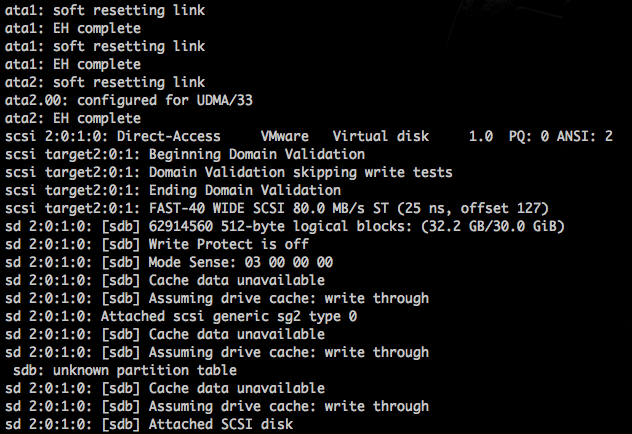 ata1: soft resetting link
ata1: EH complete
ata1: soft resetting link
ata1: EH complete
ata2: soft resetting link
ata2.00: configured for UDMA/33
ata2: EH complete
scsi 2:0:1:0: Direct-Access     VMware   Virtual disk     1.0  PQ: 0 ANSI: 2
scsi target2:0:1: Beginning Domain Validation
scsi target2:0:1: Domain Validation skipping write tests
scsi target2:0:1: Ending Domain Validation
scsi target2:0:1: FAST-40 WIDE SCSI 80.0 MB/s ST (25 ns, offset 127)
sd 2:0:1:0: [sdb] 62914560 512-byte logical blocks: (32.2 GB/30.0 GiB)
sd 2:0:1:0: [sdb] Write Protect is off
sd 2:0:1:0: [sdb] Mode Sense: 03 00 00 00
sd 2:0:1:0: [sdb] Cache data unavailable
sd 2:0:1:0: [sdb] Assuming drive cache: write through
sd 2:0:1:0: Attached scsi generic sg2 type 0
sd 2:0:1:0: [sdb] Cache data unavailable
sd 2:0:1:0: [sdb] Assuming drive cache: write through
 sdb: unknown partition table
sd 2:0:1:0: [sdb] Cache data unavailable
sd 2:0:1:0: [sdb] Assuming drive cache: write through
sd 2:0:1:0: [sdb] Attached SCSI disk